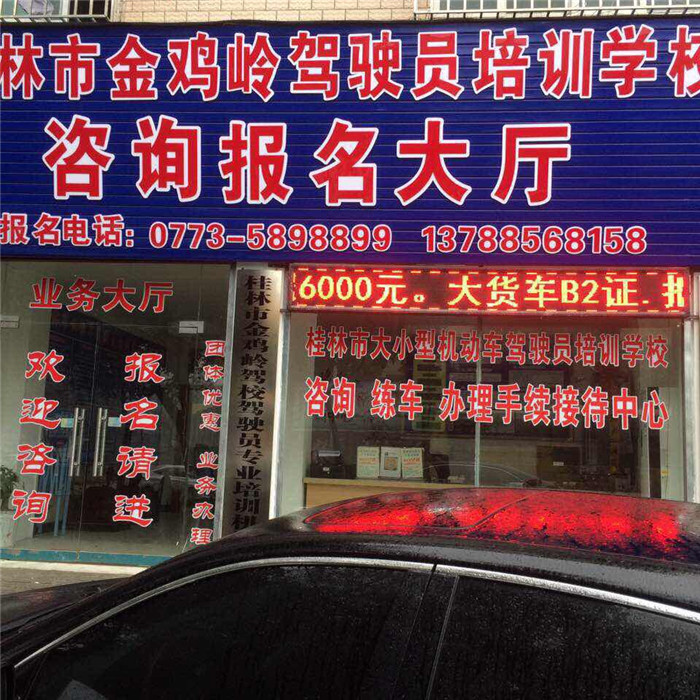 林市金鸡岭驾驶员培训学校
咨询报名大厅
报名电话：0773-5898899 13788568158
6000元。大货车B2证.报
业务大厅
欢迎咨询
报名请进
团体优惠 业务办理
桂林市金鸡岭驾校驾驶员专业培训机
桂林市大小型机动车驾驶员培训学校
咨询 练车 办理手续接待中心